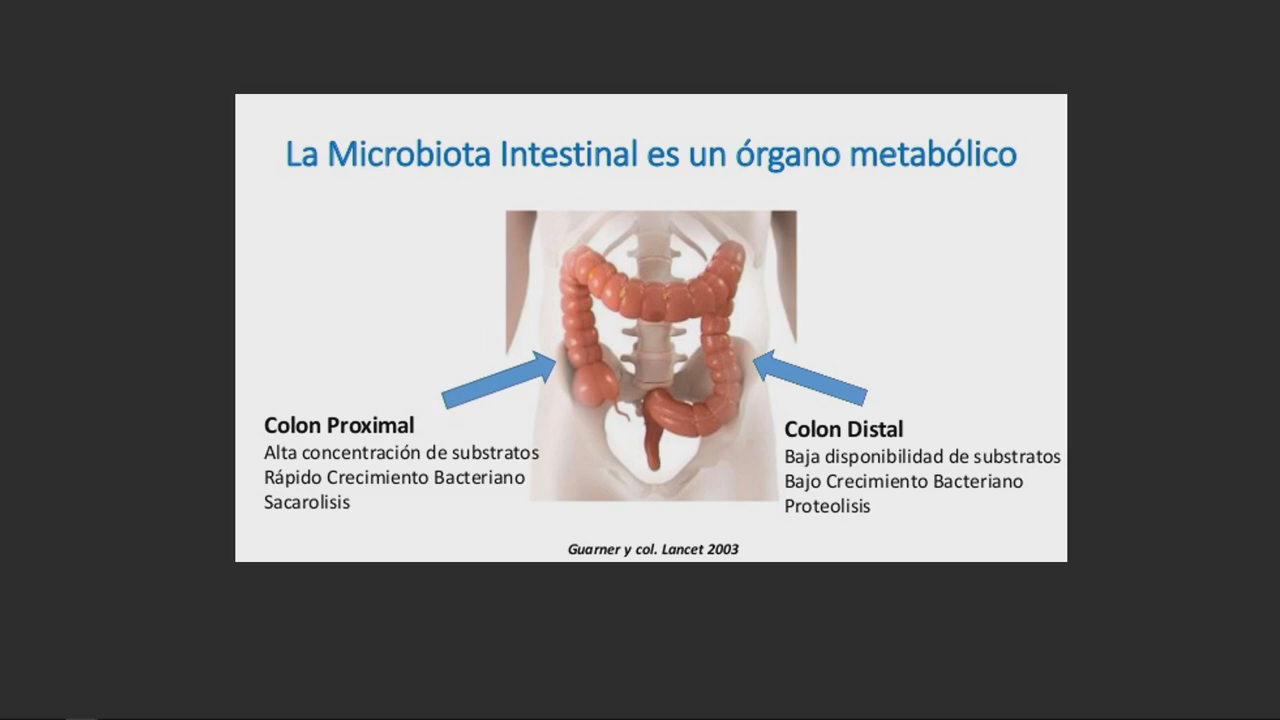 La Microbiota Intestinal es un órgano metabólico
Colon Proximal
Alta concentración de substratos
Rápido Crecimiento Bacteriano
Sacarolisis
Colon Distal
Baja disponibilidad de substratos
Bajo Crecimiento Bacteriano
Proteolisis
Guarner y col. Lancet 2003